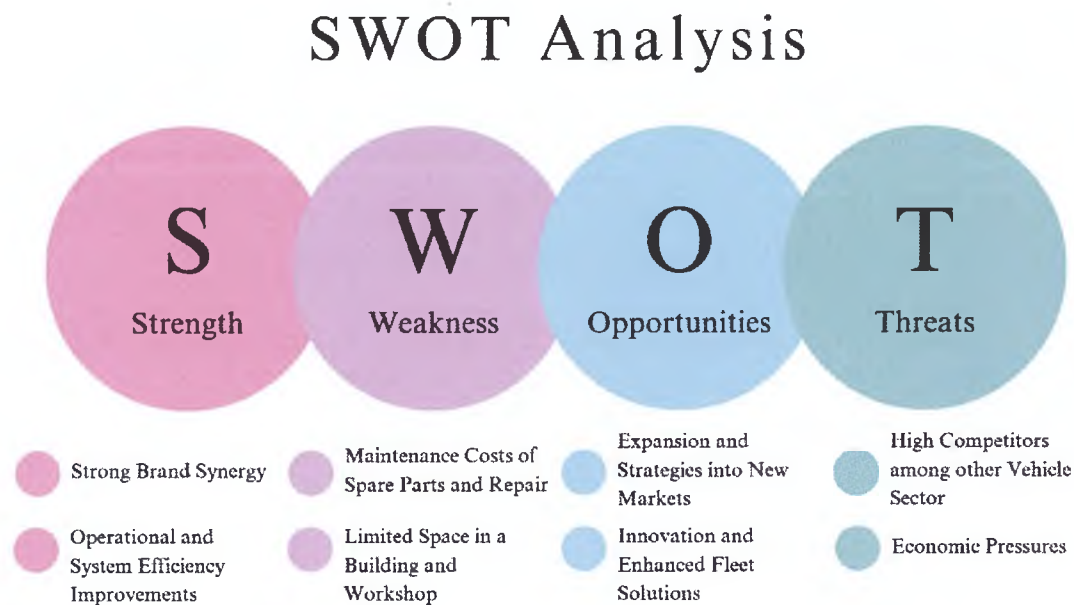 SWOT Analysis
S
Strength
W
Weakness
O
Opportunities
T
Threats
Strong Brand Synergy
Operational and
System Efficiency
Improvements
Maintenance Costs of
Spare Parts and Repair
Limited Space in a
Building and
Workshop
Expansion and
Strategies into New
Markets
Innovation and
Enhanced Fleet
Solutions
High Competitors
among other Vehicle
Sector
Economic Pressures